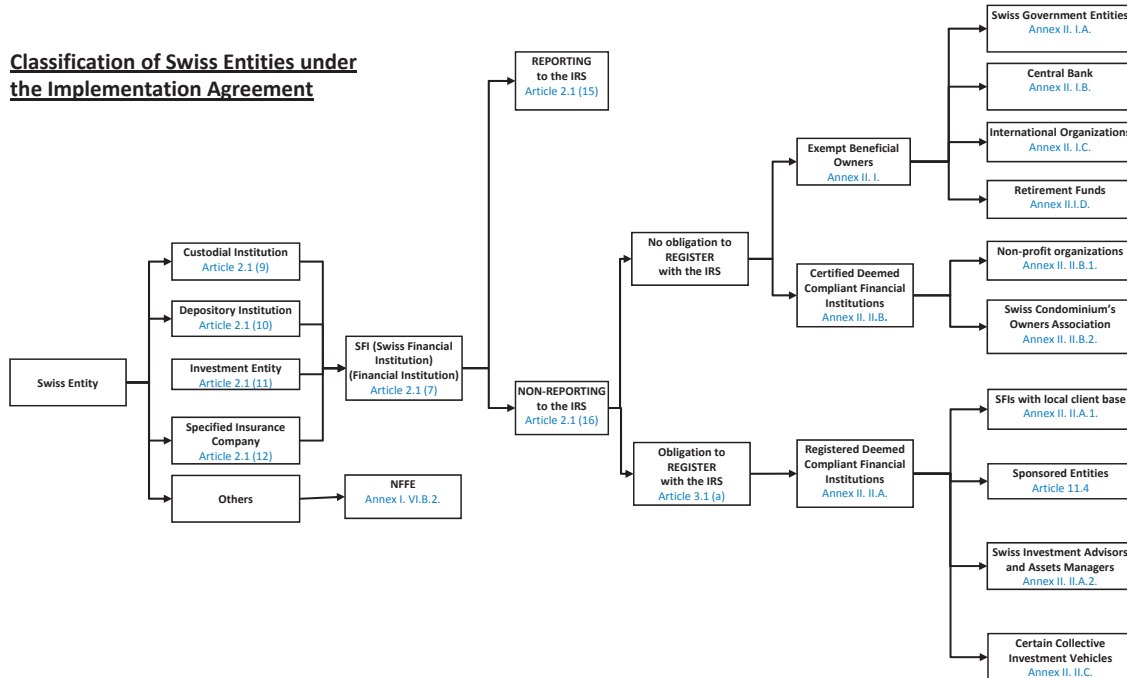 Classification of Swiss Entities under
the Implementation Agreement
Swiss Entity
Custodial Institution
Article 2.1 (9)
Depository Institution
Article 2.1 (10)
Investment Entity
Article 2.1 (11)
Specified Insurance
Company
Article 2.1 (12)
Others
SFI (Swiss Financial
Institution)
(Financial Institution)
Article 2.1 (7)
NFFE
Annex I. VI.B.2.
REPORTING
to the IRS
Article 2.1 (15)
NON-REPORTING
to the IRS
Article 2.1 (16)
No obligation to
REGISTER
with the IRS
Obligation to
REGISTER
with the IRS
Article 3.1 (a)
Exempt Beneficial
Owners
Annex II. I.
Certified Deemed
Compliant Financial
Institutions
Annex II. II.B.
Registered Deemed
Compliant Financial
Institutions
Annex II. II.A.
Swiss Government Entities
Annex II. I.A.
Central Bank
Annex II. I.B.
International Organizations
Annex II. I.C.
Retirement Funds
Annex II.I.D.
Non-profit organizations
Annex II. II.B.1.
Swiss Condominium's
Owners Association
Annex II. II.B.2.
SFIs with local client base
Annex II. II.A.1.
Sponsored Entities
Article 11.4
Swiss Investment Advisors
and Assets Managers
Annex II. II.A.2.
Certain Collective
Investment Vehicles
Annex II. II.C.